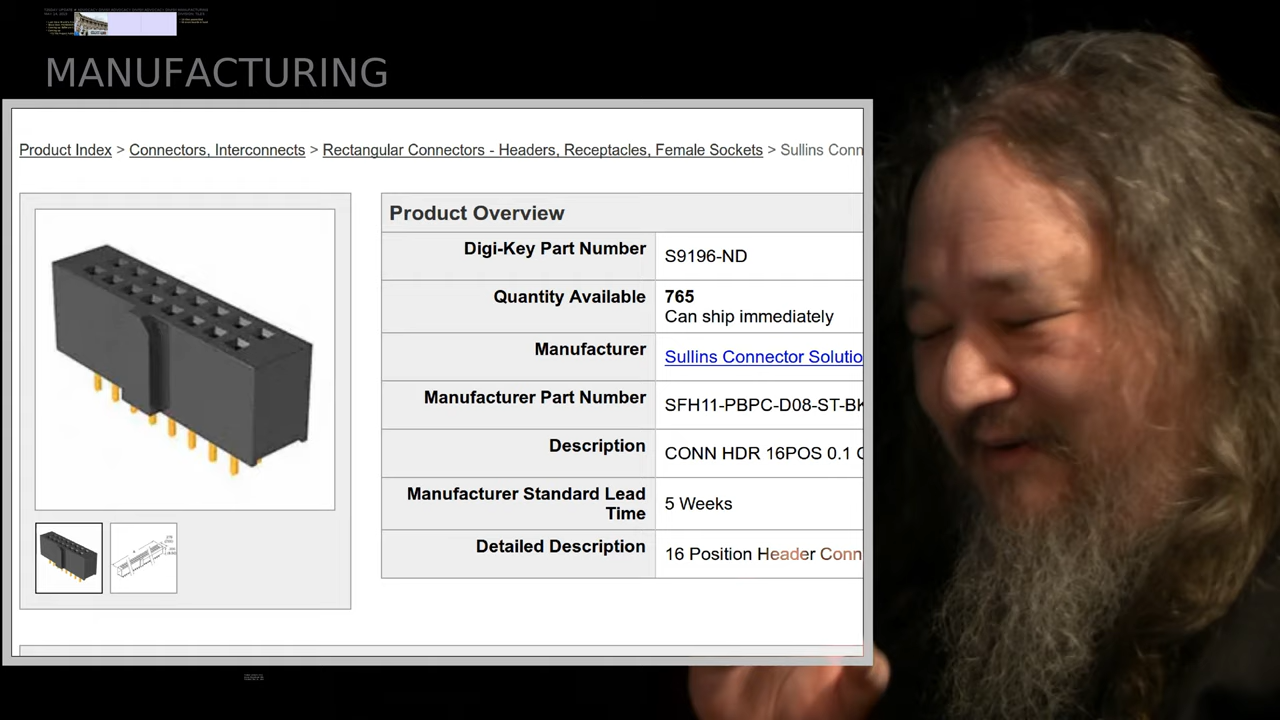 MANUFACTURING
Product Index > Connectors, Interconnects > Rectangular Connectors - Headers, Receptacles, Female Sockets > Sullins Conn
Product Overview
Digi-Key Part Number S9196-ND
Quantity Available 765
Can ship immediately
Manufacturer Sullins Connector Solutio
Manufacturer Part Number SFH11-PBPC-D08-ST-BK
Description CONN HDR 16POS 0.1
Manufacturer Standard Lead
Time
5 Weeks
Detailed Description 16 Position Header Conn